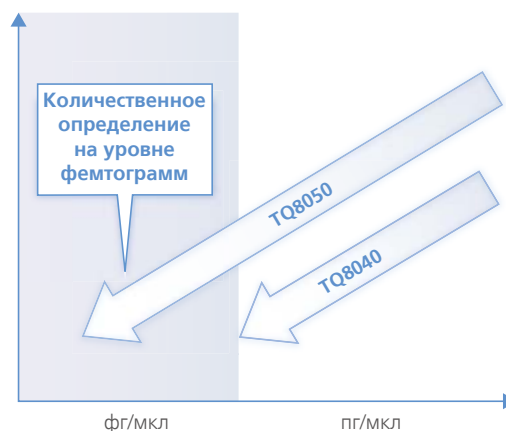 Количественное
определение
на уровне
фемтограмм
TQ8050
TQ8040
фг/мкл
пг/мкл